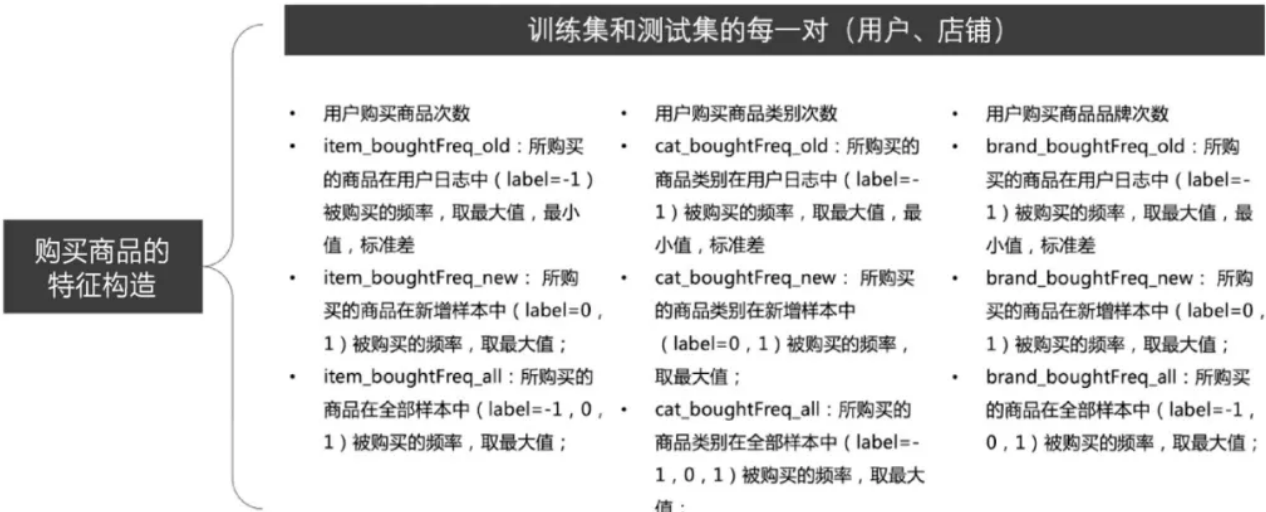 训练集和测试集的每一对（用户、店铺）
购买商品的
特征构造
• 用户购买商品次数
• item_boughtFreq_old：所购买
的商品在用户日志中（label=-1）
被购买的频率，取最大值，最小
值，标准差
• item_boughtFreq_new： 所购
买的商品在新增样本中（label=0，
1）被购买的频率，取最大值；
• item_boughtFreq_all：所购买的
商品在全部样本中（label=-1，0，
1）被购买的频率，取最大值；
• 用户购买商品类别次数
• cat_boughtFreq_old：所购买的
商品类别在用户日志中（label=-
1）被购买的频率，取最大值，最
小值，标准差
• cat_boughtFreq_new： 所购买
的商品类别在新增样本中
（label=0，1）被购买的频率，
取最大值；
• cat_boughtFreq_all：所购买的
商品类别在全部样本中（label=-
1，0，1）被购买的频率，取最大
值；
• 用户购买商品品牌次数
• brand_boughtFreq_old：所购
买的商品在用户日志中（label=-
1）被购买的频率，取最大值，最
小值，标准差
• brand_boughtFreq_new： 所购
买的商品在新增样本中（label=0，
1）被购买的频率，取最大值；
• brand_boughtFreq_all：所购买
的商品在全部样本中（label=-1，
0，1）被购买的频率，取最大值；